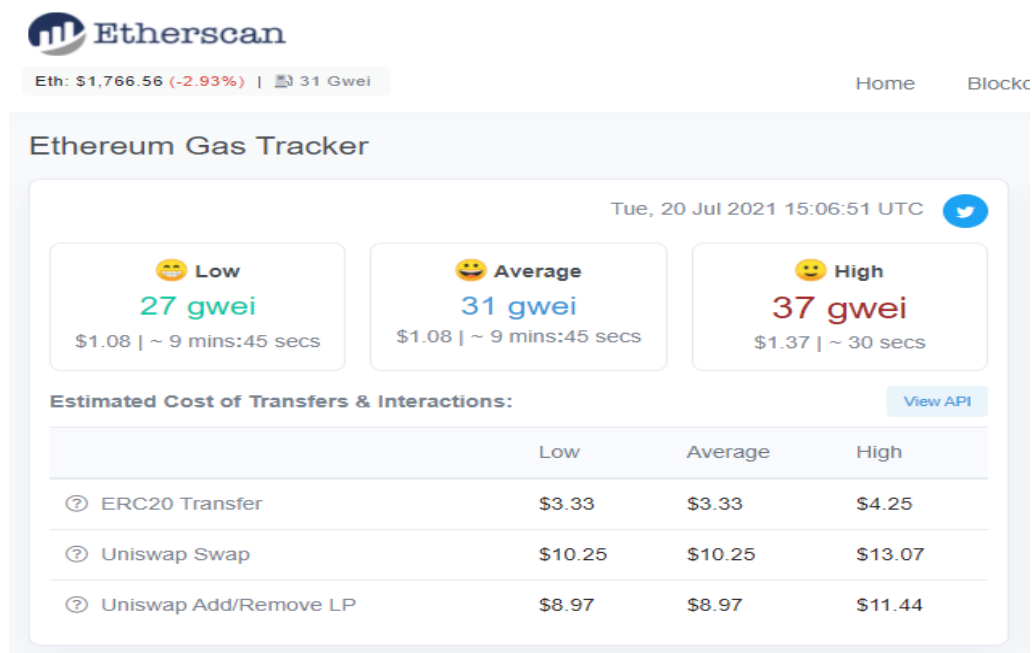 Etherscan
Eth: $1,766.56 (-2.93%) | 31 Gwei
Home
Ethereum Gas Tracker
Tue, 20 Jul 2021 15:06:51 UTC
Low Average High
27 gwei 31 gwei 37 gwei
$1.08 | ~ 9 mins:45 secs $1.08 | ~ 9 mins:45 secs $1.37 | ~ 30 secs
Estimated Cost of Transfers & Interactions: View API
Low Average High
? ERC20 Transfer $3.33 $3.33 $4.25
? Uniswap Swap $10.25 $10.25 $13.07
? Uniswap Add/Remove LP $8.97 $8.97 $11.44